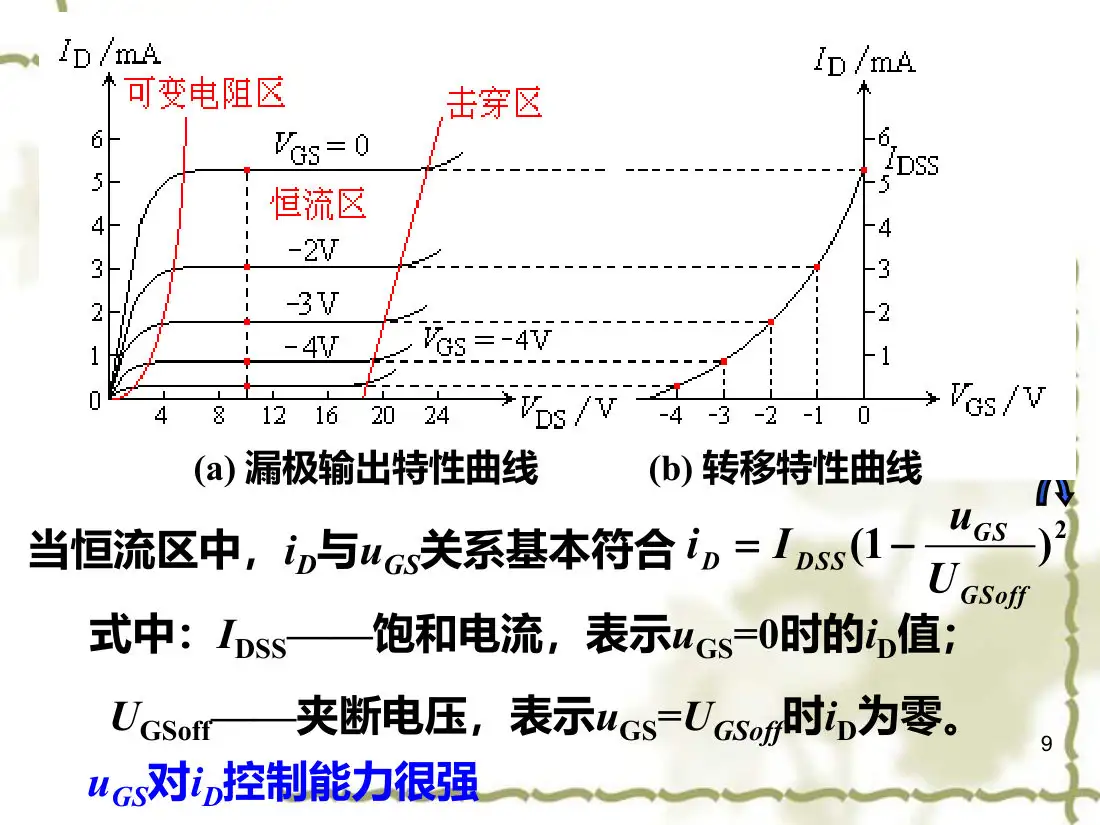 I_D /mA
可变电阻区
击穿区
6
5
4
3
2
1
0
V_GS = 0
恒流区
-2V
-3V
-4V
V_GS = -4V
4 8 12 16 20 24
V_DS / V
I_D /mA
6
I_DSS
5
4
3
2
1
-4 -3 -2 -1 0
V_GS / V
(a) 漏极输出特性曲线
(b) 转移特性曲线
当恒流区中，i_D与u_GS关系基本符合 i_D = I_DSS(1 − u_GS / U_GSoff)²
式中：I_DSS——饱和电流，表示u_GS=0时的i_D值；
U_GSoff——夹断电压，表示u_GS=U_GSoff时i_D为零。
u_GS对i_D控制能力很强
9